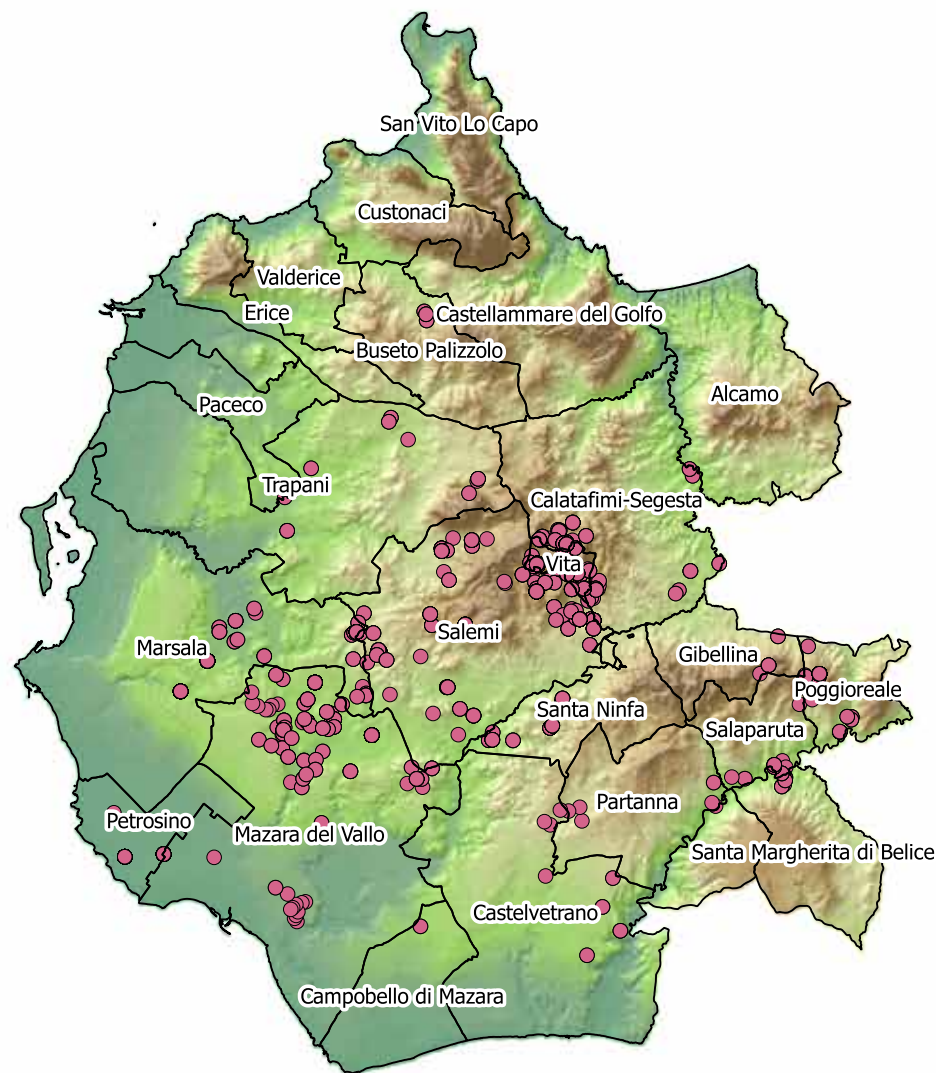 San Vito Lo Capo
Custonaci
Valderice
Erice
Castellammare del Golfo
Buseto Palizzolo
Alcamo
Paceco
Trapani
Calatafimi-Segesta
Vita
Salemi
Marsala
Gibellina
Poggioreale
Santa Ninfa
Salaparuta
Partanna
Petrosino
Mazara del Vallo
Santa Margherita di Belice
Castelvetrano
Campobello di Mazara